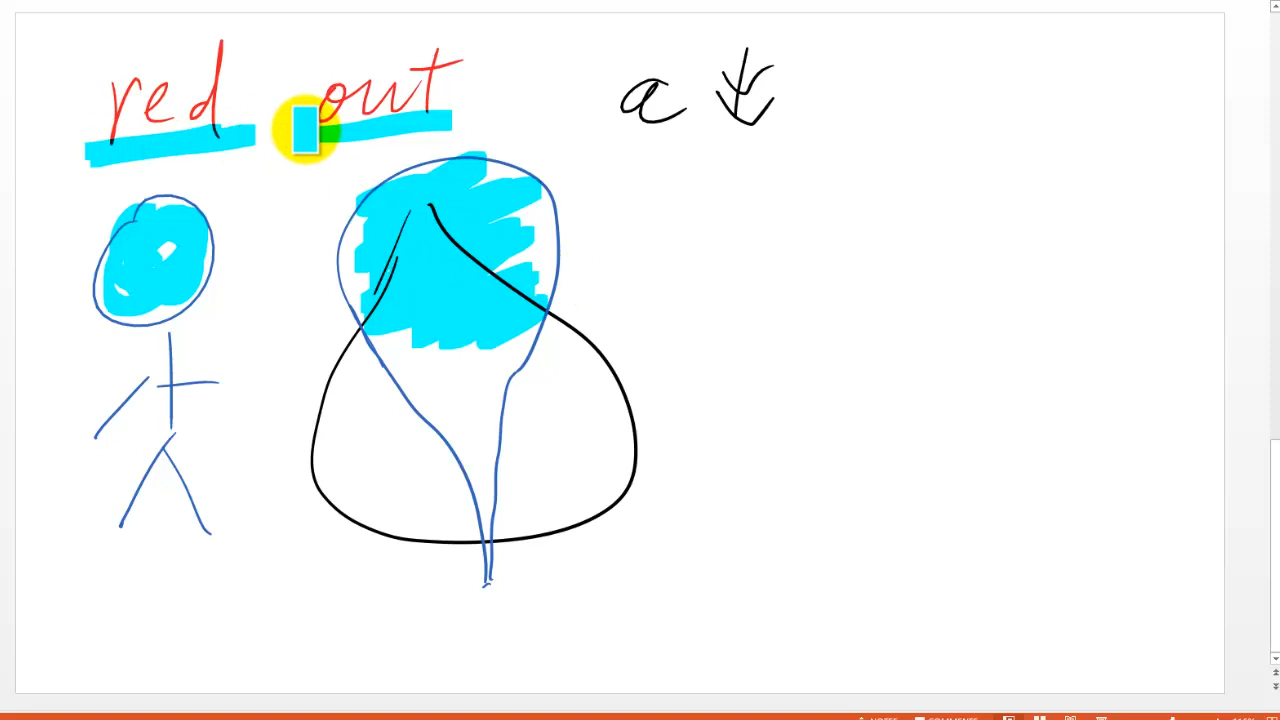 red out a ↓